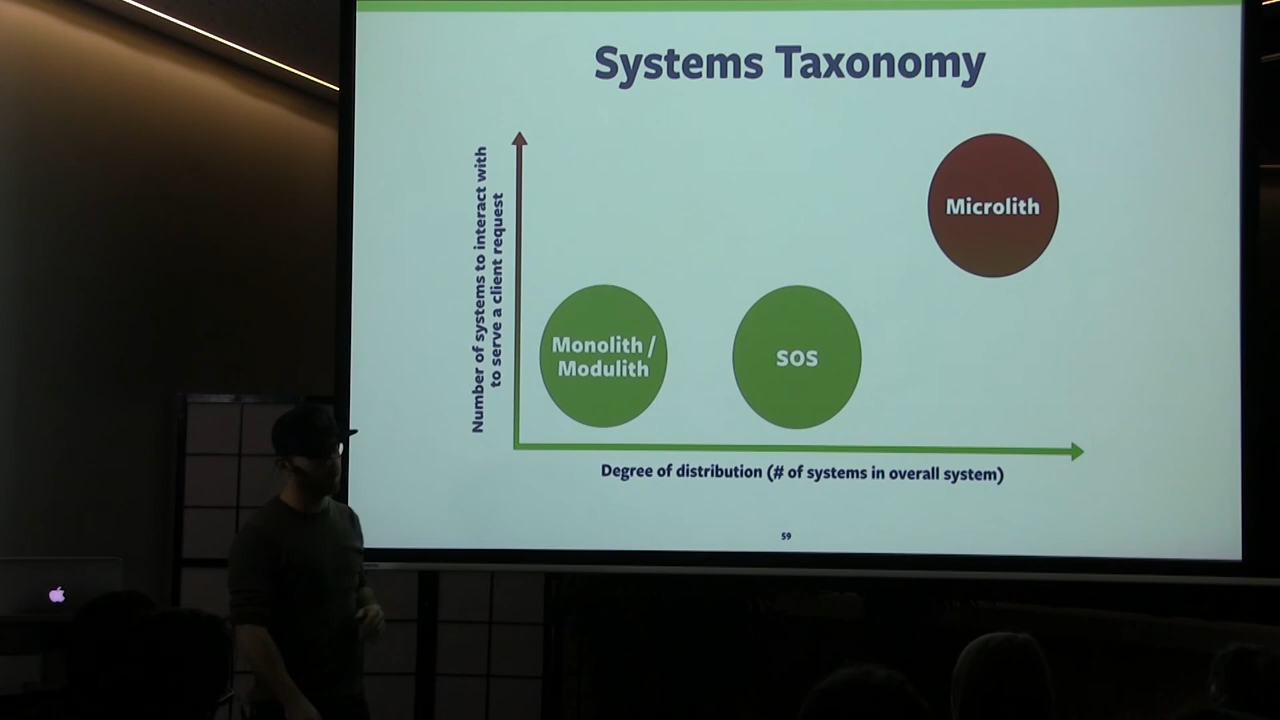 Systems Taxonomy
Number of systems to interact with
to serve a client request
Microlith
Monolith /
Modulith
SOS
Degree of distribution (# of systems in overall system)
59